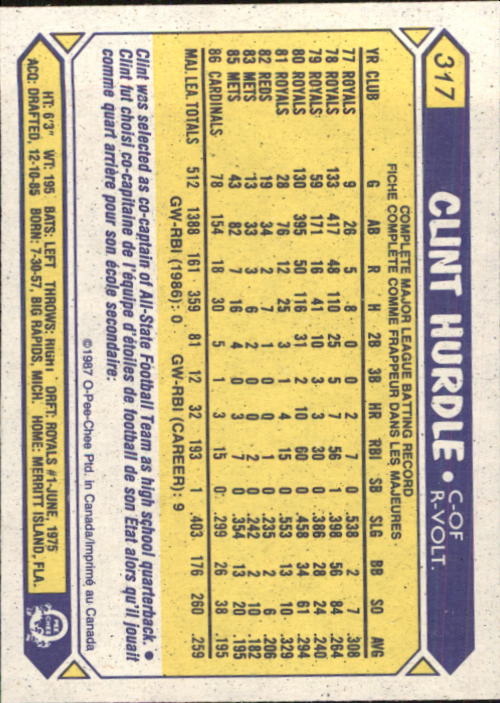 317
CLINT HURDLE • C-OF
R-VOLT.
COMPLETE MAJOR LEAGUE BATTING RECORD
FICHE COMPLÈTE COMME FRAPPEUR DANS LES MAJEURES
YR CLUB G AB R H 2B 3B HR RBI SB SLG BB SO AVG
77 ROYALS 9 26 5 8 0 0 2 7 0 .538 2 7 .308
78 ROYALS 133 417 48 110 25 5 7 56 1 .398 56 84 .264
79 ROYALS 59 171 16 41 10 3 3 30 0 .386 28 24 .240
80 ROYALS 130 395 50 116 31 2 10 60 0 .458 34 61 .294
81 ROYALS 28 76 12 25 3 1 4 15 0 .553 13 10 .329
82 REDS 19 34 2 7 1 0 0 1 0 .235 2 6 .206
83 METS 13 33 3 6 2 0 0 2 0 .242 2 10 .182
85 METS 43 82 7 16 4 0 3 7 0 .354 13 20 .195
86 CARDINALS 78 154 18 30 5 1 3 15 0 .299 26 38 .195
MAJ. LEA. TOTALS 512 1388 161 359 81 12 32 193 1 .403 176 260 .259
GW-RBI (1986): 0 GW-RBI (CAREER): 9
Clint was selected as co-captain of All-State Football Team as high school quarterback. •
Clint fut choisi co-capitaine de l'équipe d'étoiles de football de son État alors qu'il jouait
comme quart arrière pour son école secondaire.
©1987 O-Pee-Chee Ptd. in Canada/Imprimé au Canada
HT: 6'3" WT: 195 BATS: LEFT THROWS: RIGHT DRFT: ROYALS #1-JUNE, 1975
ACQ: DRAFTED, 12-10-85 BORN: 7-30-57, BIG RAPIDS, MICH. HOME: MERRITT ISLAND, FLA.
O PEE CHEE